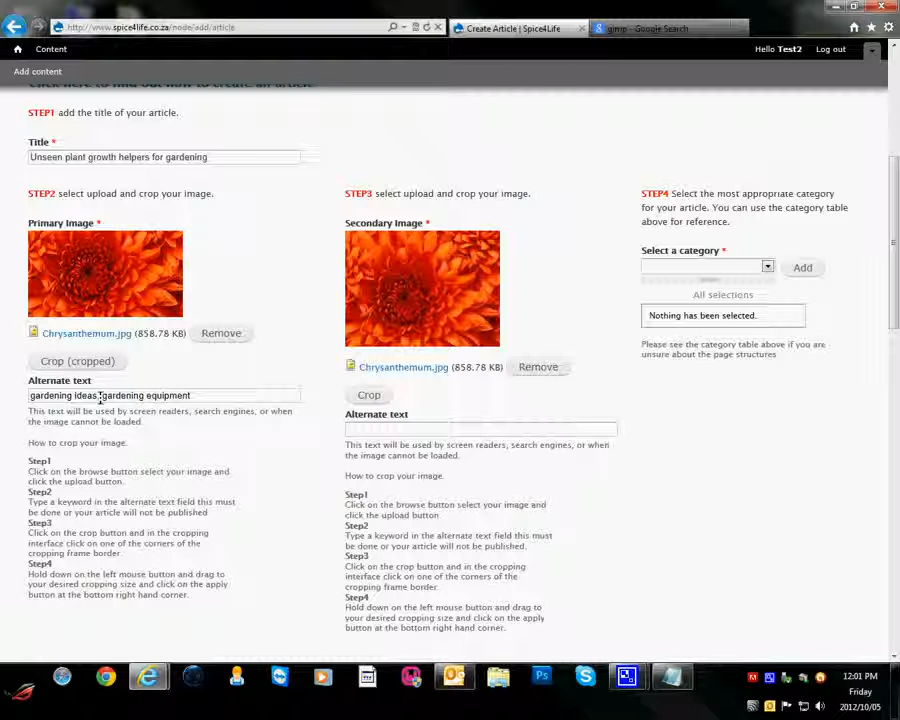 http://www.spice4life.co.za/node/add/article
Create Article | Spice4Life
gimp - Google Search
Content
Hello Test2
Log out
Add content
Click here to find out how to create an article
STEP1 add the title of your article.
Title *
Unseen plant growth helpers for gardening
STEP2 select upload and crop your image.
Primary Image *
Chrysanthemum.jpg (858.78 KB)
Remove
Crop (cropped)
Alternate text
gardening ideas, gardening equipment
This text will be used by screen readers, search engines, or when
the image cannot be loaded.
How to crop your image.
Step1
Click on the browse button select your image and
click the upload button.
Step2
Type a keyword in the alternate text field this must
be done or your article will not be published
Step3
Click on the crop button and in the cropping
interface click on one of the corners of the
cropping frame border.
Step4
Hold down on the left mouse button and drag to
your desired cropping size and click on the apply
button at the bottom right hand corner.
STEP3 select upload and crop your image.
Secondary Image *
Chrysanthemum.jpg (858.78 KB)
Remove
Crop
Alternate text
This text will be used by screen readers, search engines, or when
the image cannot be loaded.
How to crop your image.
Step1
Click on the browse button select your image and
click the upload button
Step2
Type a keyword in the alternate text field this must
be done or your article will not be published.
Step3
Click on the crop button and in the cropping
interface click on one of the corners of the
cropping frame border.
Step4
Hold down on the left mouse button and drag to
your desired cropping size and click on the apply
button at the bottom right hand corner.
STEP4 Select the most appropriate category
for your article. You can use the category table
above for reference.
Select a category *
Add
All selections
Nothing has been selected.
Please see the category table above if you are
unsure about the page structures
12:01 PM
Friday
2012/10/05